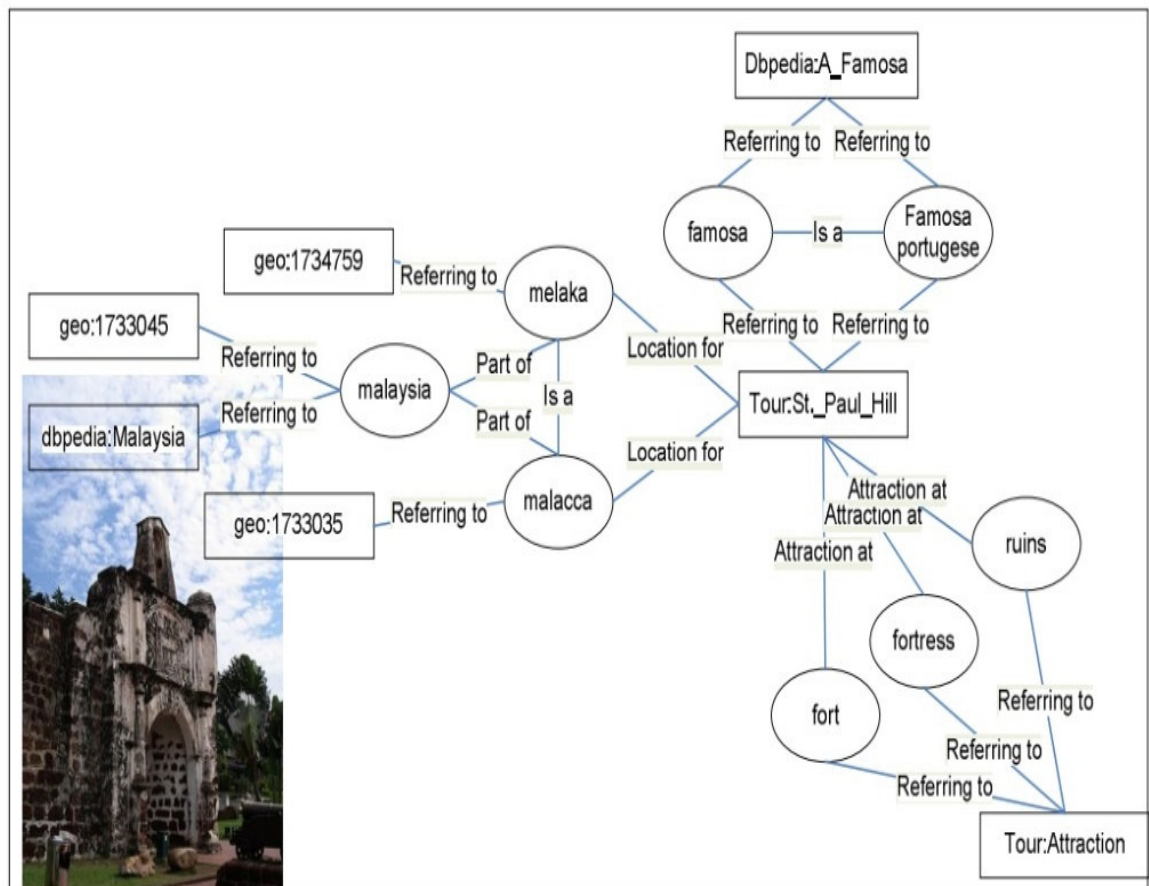 Dbpedia:A_Famosa
Referring to
Referring to
famosa
Is a
Famosa
portugese
geo:1734759
Referring to
melaka
Referring to
Referring to
geo:1733045
Referring to
Location for
malaysia
Part of
Is a
Tour:St._Paul_Hill
dbpedia:Malaysia
Referring to
Part of
Location for
geo:1733035
Referring to
malacca
Attraction at
Attraction at
Attraction at
ruins
fortress
fort
Referring to
Referring to
Referring to
Tour:Attraction